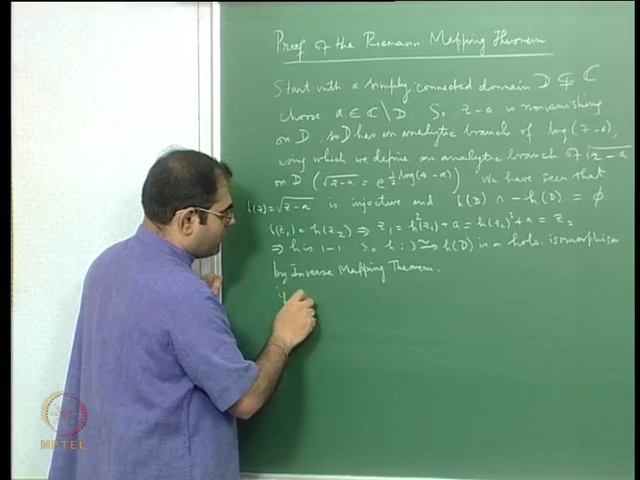 Proof of the Riemann Mapping Theorem
Start with a simply connected domain D ⊊ ℂ
choose a ∈ ℂ \ D. So z-a is nonvanishing
on D, so D has an analytic branch of log(z-a),
using which we define an analytic branch of √(z-a)
on D (√(z-a) = e^(½ log(z-a))) We have seen that
h(z) = √(z-a) is injective and h(D) ∩ -h(D) = ϕ
h(z₁) = h(z₂) ⇒ z₁ = h²(z₁) + a = h(z₂)² + a = z₂
⇒ h is 1-1 So h : D ≅→ h(D) is a holo. isomorphism
by Inverse Mapping Theorem.
if
NPTEL